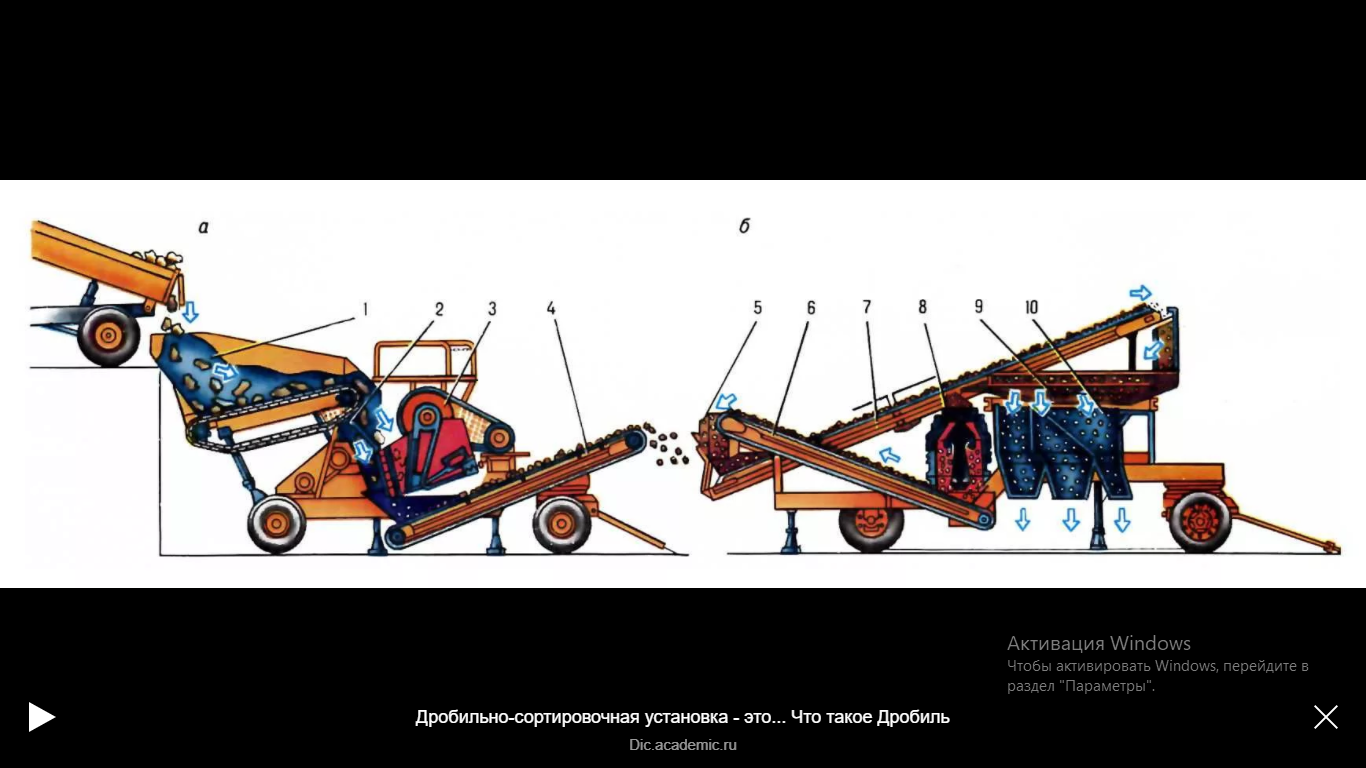 а
б
1
2
3
4
5
6
7
8
9
10
Активация Windows
Чтобы активировать Windows, перейдите в
раздел "Параметры".
Дробильно-сортировочная установка - это... Что такое Дробиль
Dic.academic.ru